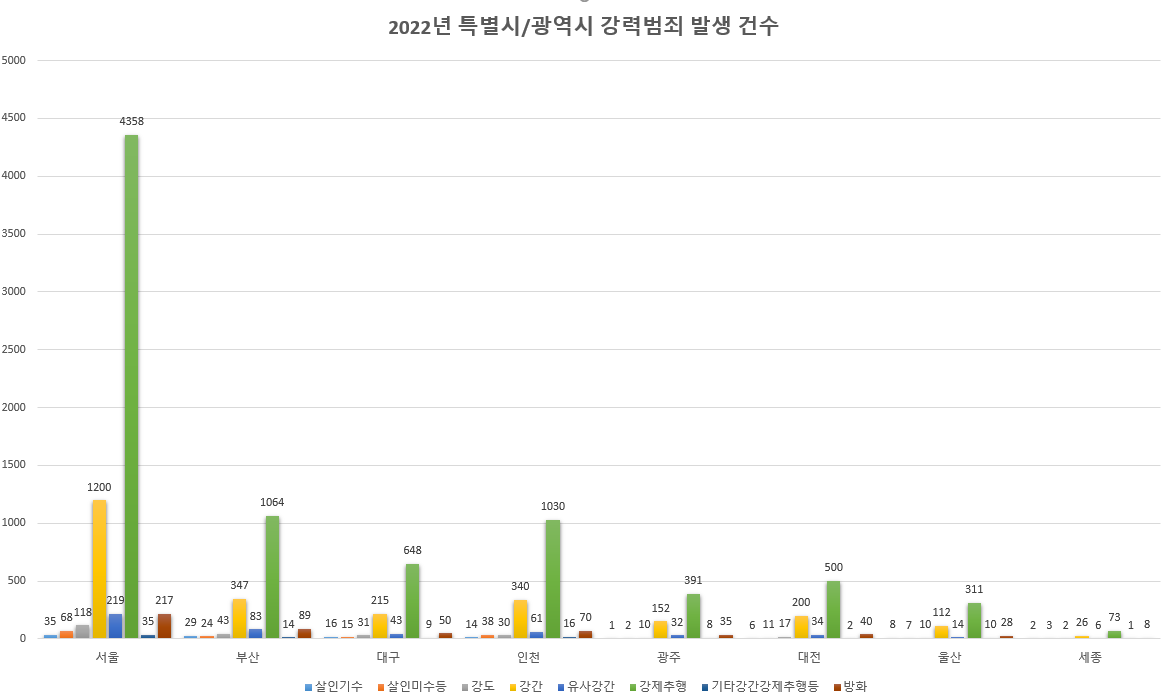 2022년 특별시/광역시 강력범죄 발생 건수
5000
4500
4000
3500
3000
2500
2000
1500
1000
500
0
35 68 118 1200 219 4358 35 217
29 24 43 347 83 1064 14 89
16 15 31 215 43 648 9 50
14 38 30 340 61 1030 16 70
1 2 10 152 32 391 8 35
6 11 17 200 34 500 2 40
8 7 10 112 14 311 10 28
2 3 2 26 6 73 1 8
서울 부산 대구 인천 광주 대전 울산 세종
살인기수 살인미수등 강도 강간 유사강간 강제추행 기타강간강제추행등 방화